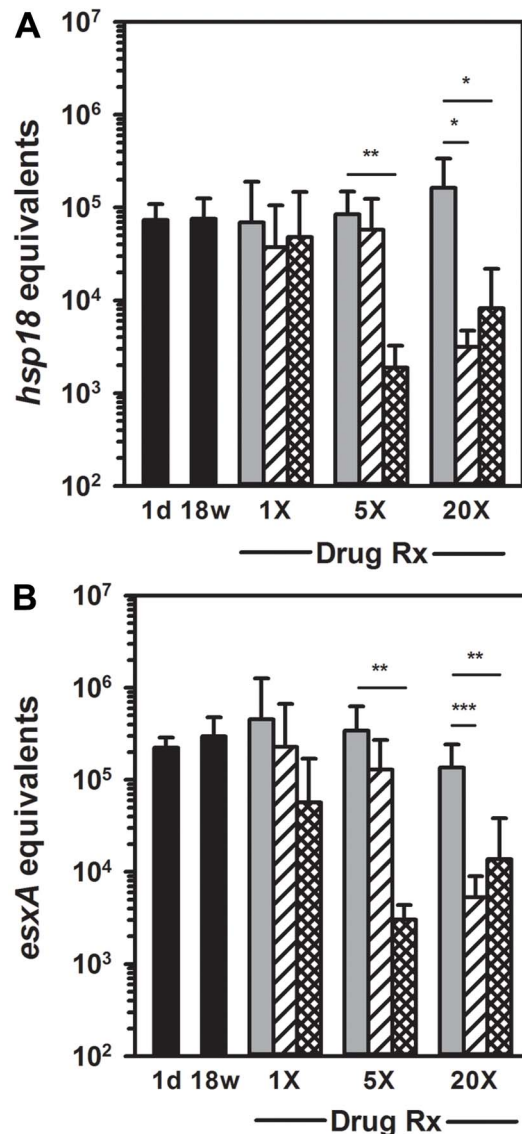 A
10⁷
10⁶
10⁵
10⁴
10³
10²
hsp18 equivalents
**
*
*
1d 18w 1X 5X 20X
Drug Rx
B
10⁷
10⁶
10⁵
10⁴
10³
10²
esxA equivalents
**
**
***
1d 18w 1X 5X 20X
Drug Rx